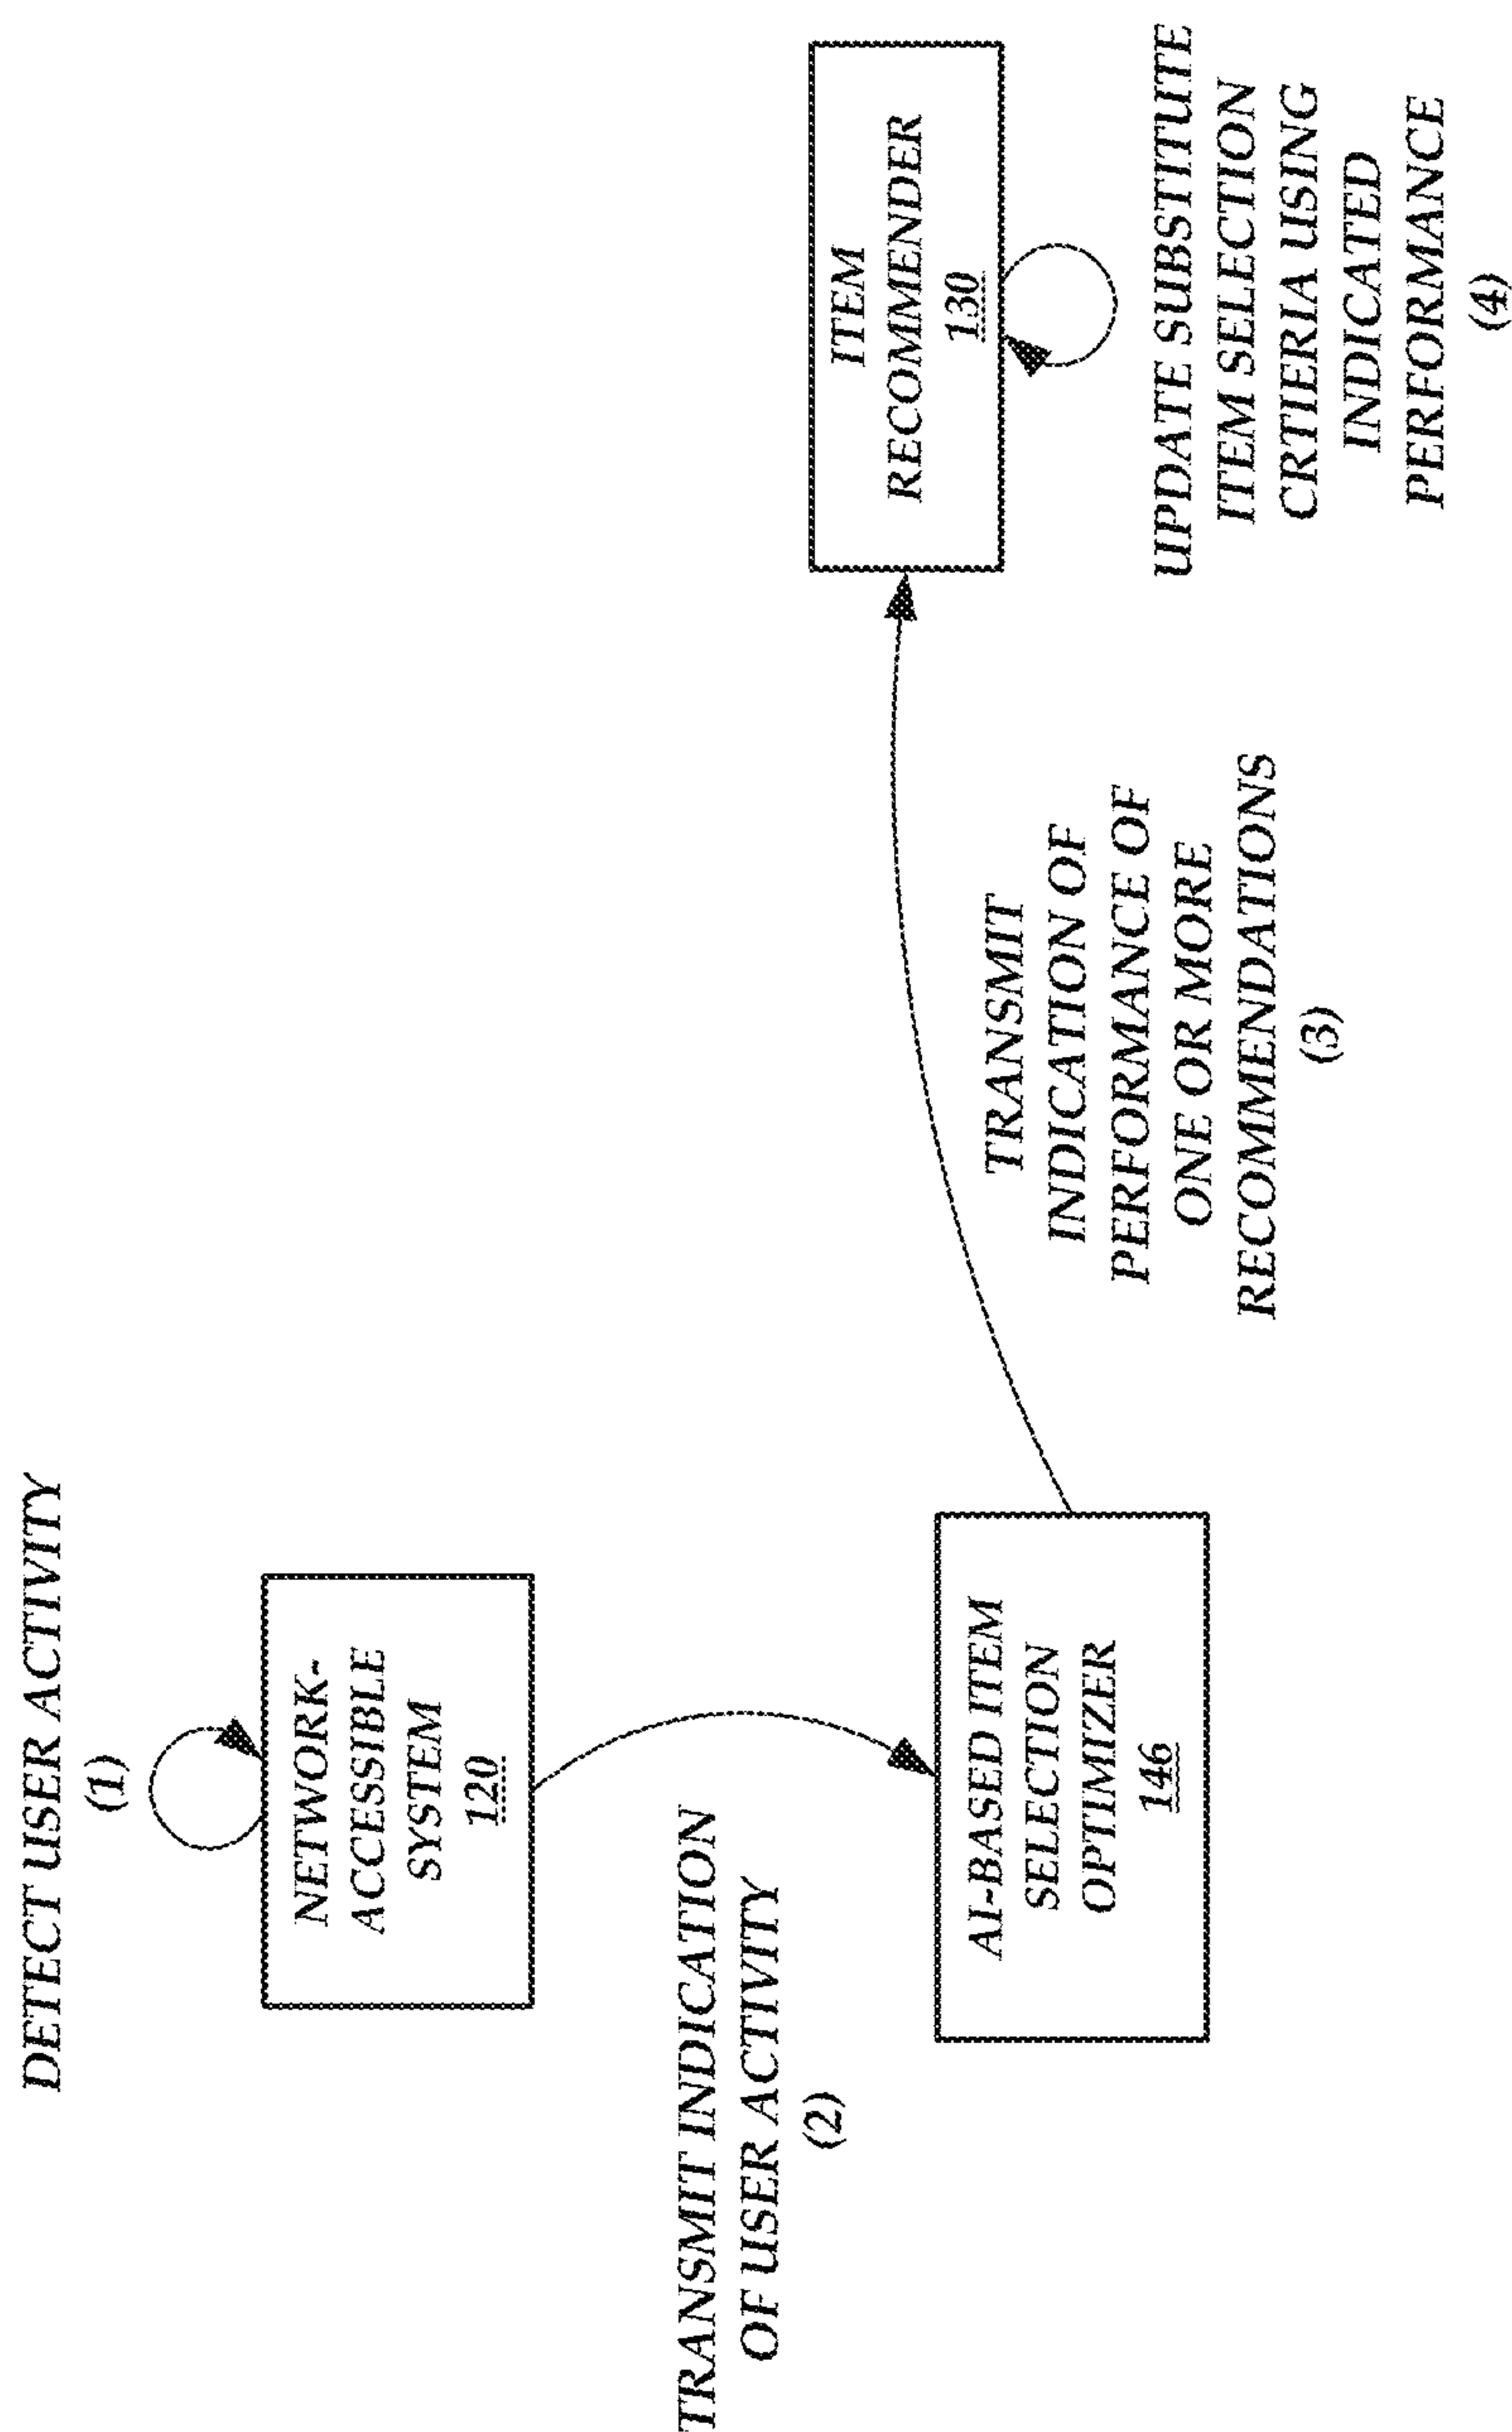 DETECT USER ACTIVITY
(1)
NETWORK-
ACCESSIBLE
SYSTEM
120
TRANSMIT INDICATION
OF USER ACTIVITY
(2)
AI-BASED ITEM
SELECTION
OPTIMIZER
146
TRANSMIT
INDICATION OF
PERFORMANCE OF
ONE OR MORE
RECOMMENDATIONS
(3)
ITEM
RECOMMENDER
130
UPDATE SUBSTITUTE
ITEM SELECTION
CRTIERIA USING
INDICATED
PERFORMANCE
(4)